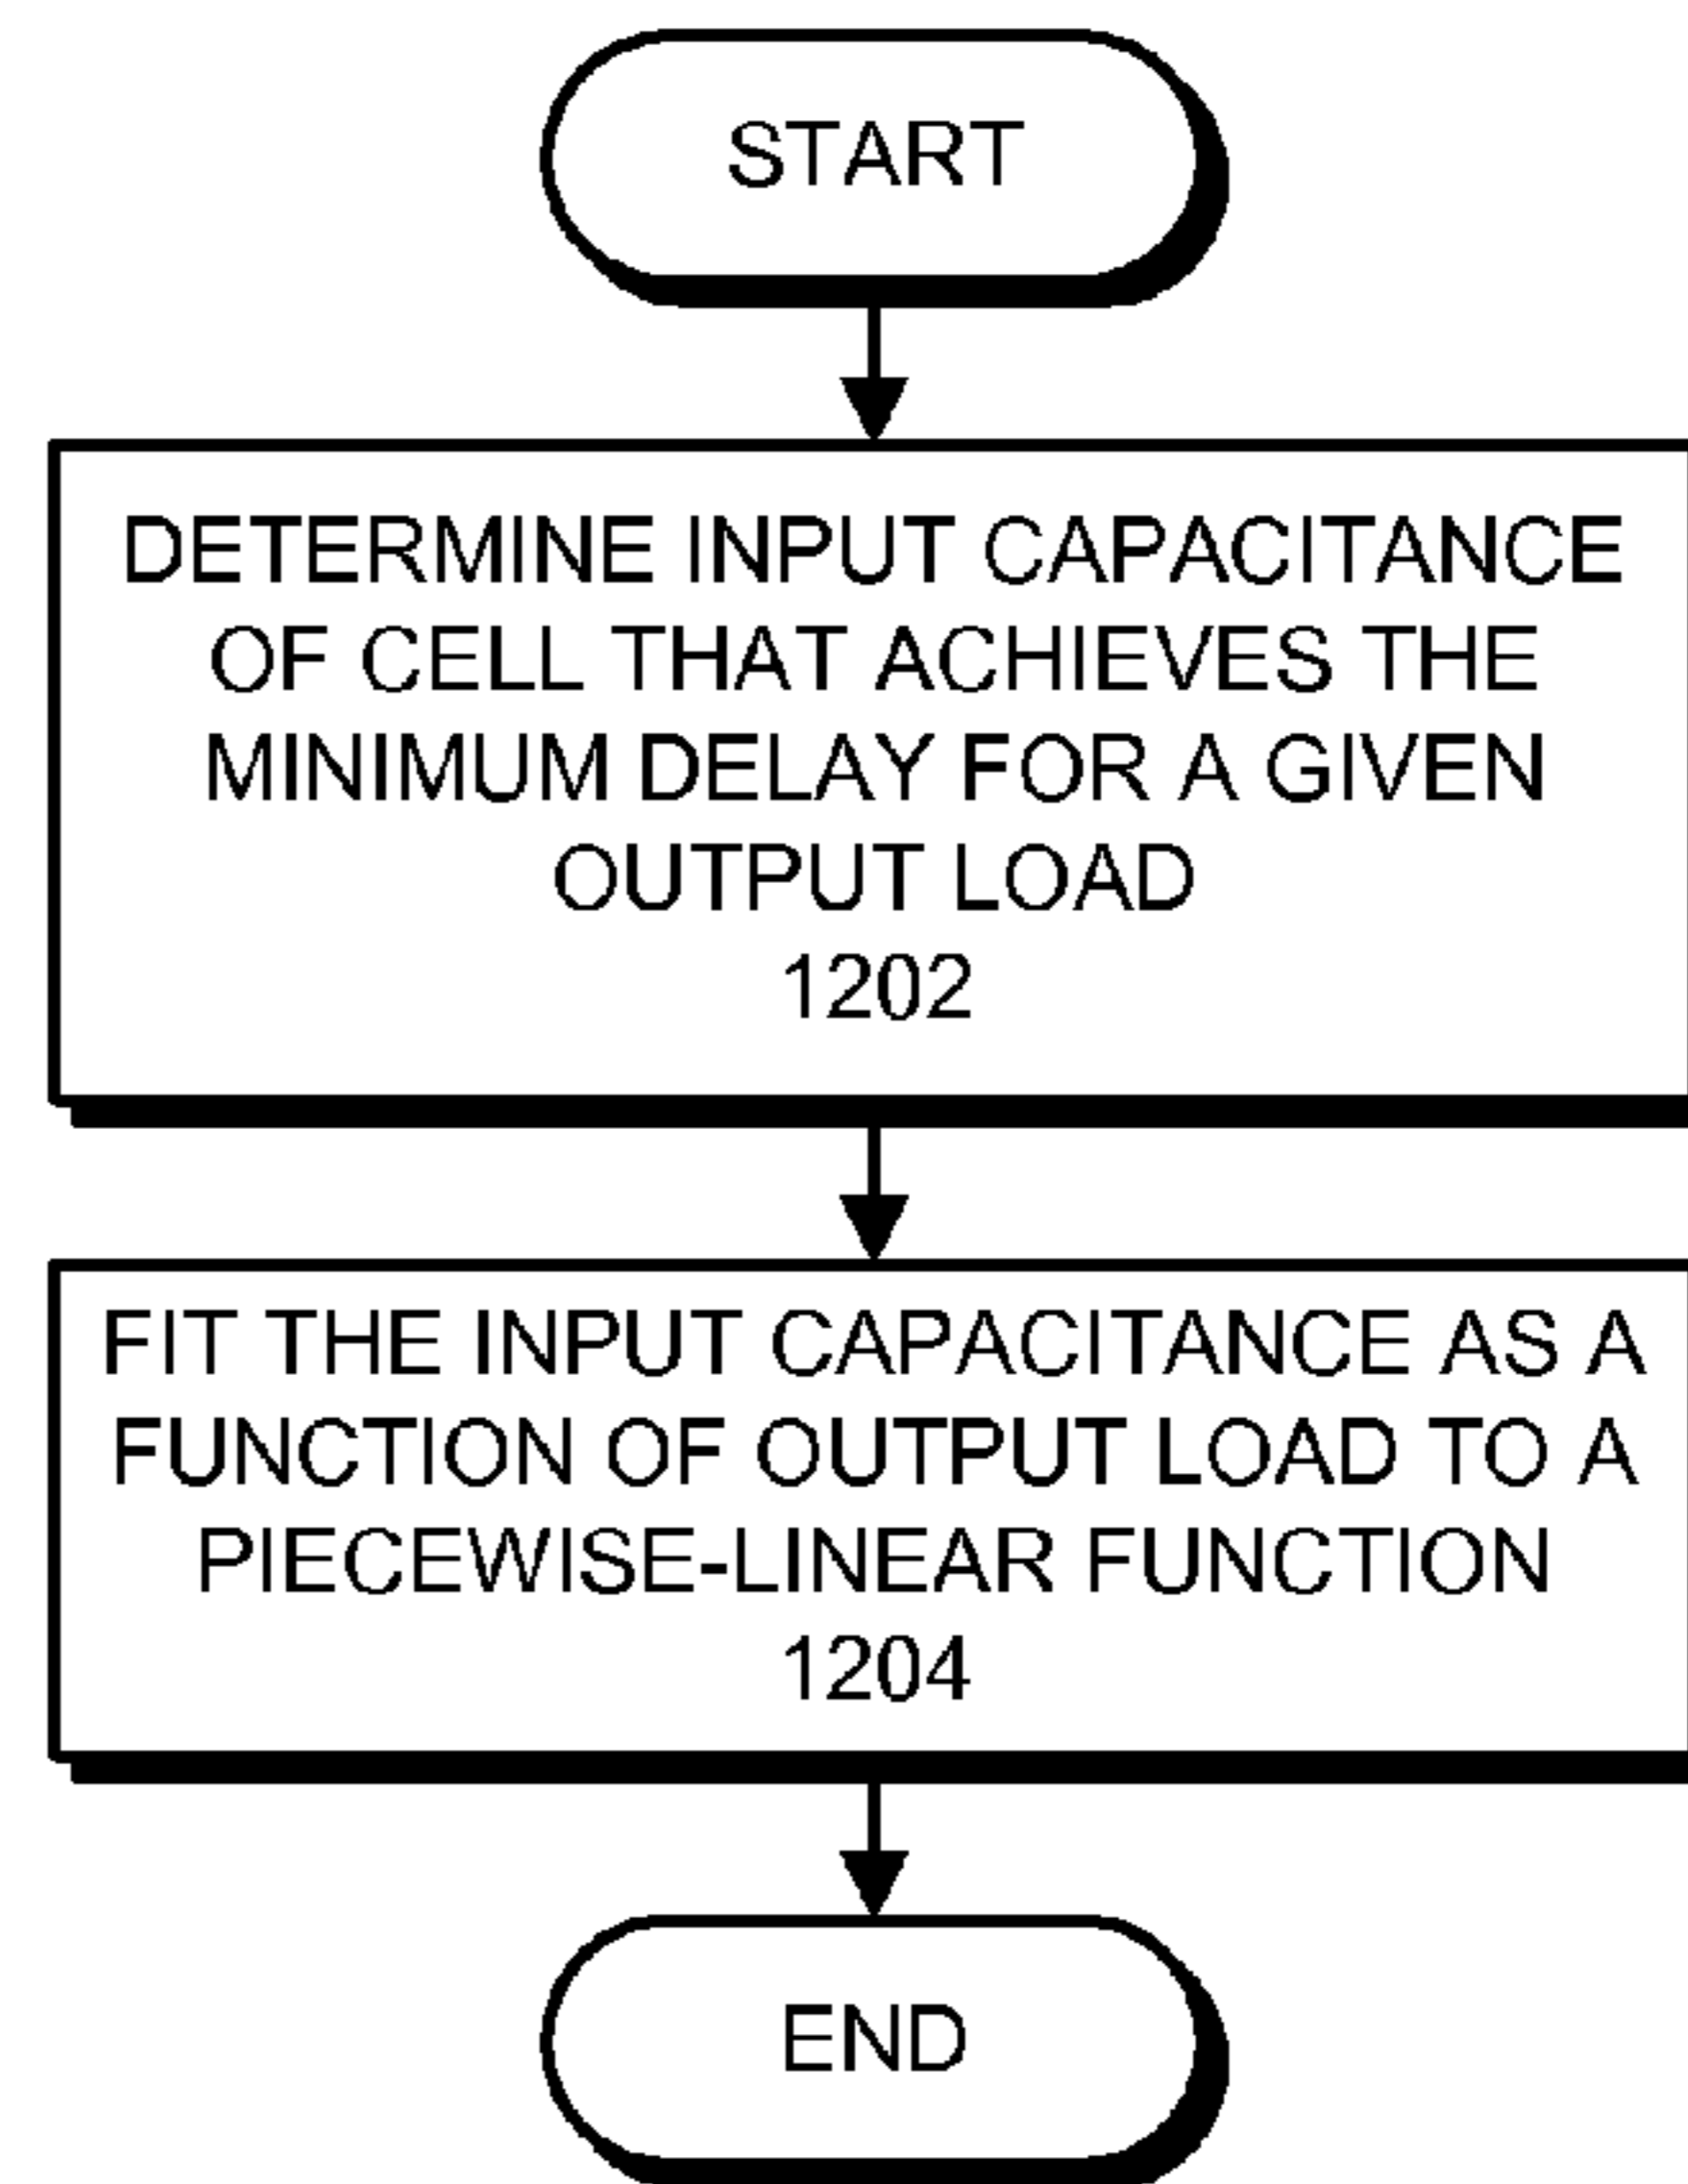 START
DETERMINE INPUT CAPACITANCE
OF CELL THAT ACHIEVES THE
MINIMUM DELAY FOR A GIVEN
OUTPUT LOAD
1202
FIT THE INPUT CAPACITANCE AS A
FUNCTION OF OUTPUT LOAD TO A
PIECEWISE-LINEAR FUNCTION
1204
END